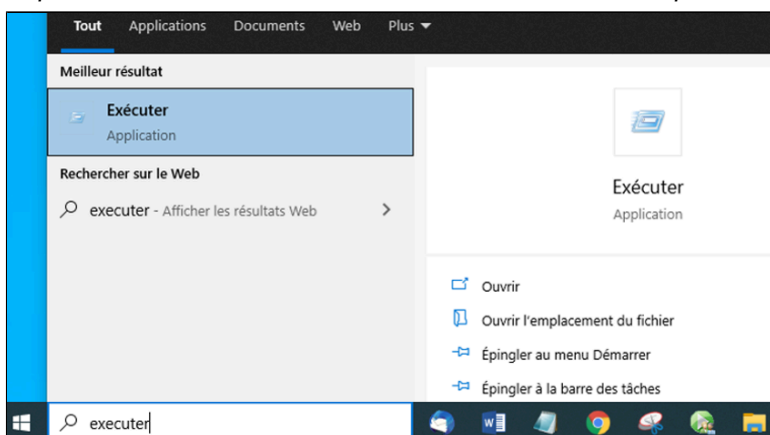 Tout Applications Documents Web Plus
Meilleur résultat
Exécuter
Application
Rechercher sur le Web
executer - Afficher les résultats Web
Exécuter
Application
Ouvrir
Ouvrir l'emplacement du fichier
Épingler au menu Démarrer
Épingler à la barre des tâches
executer